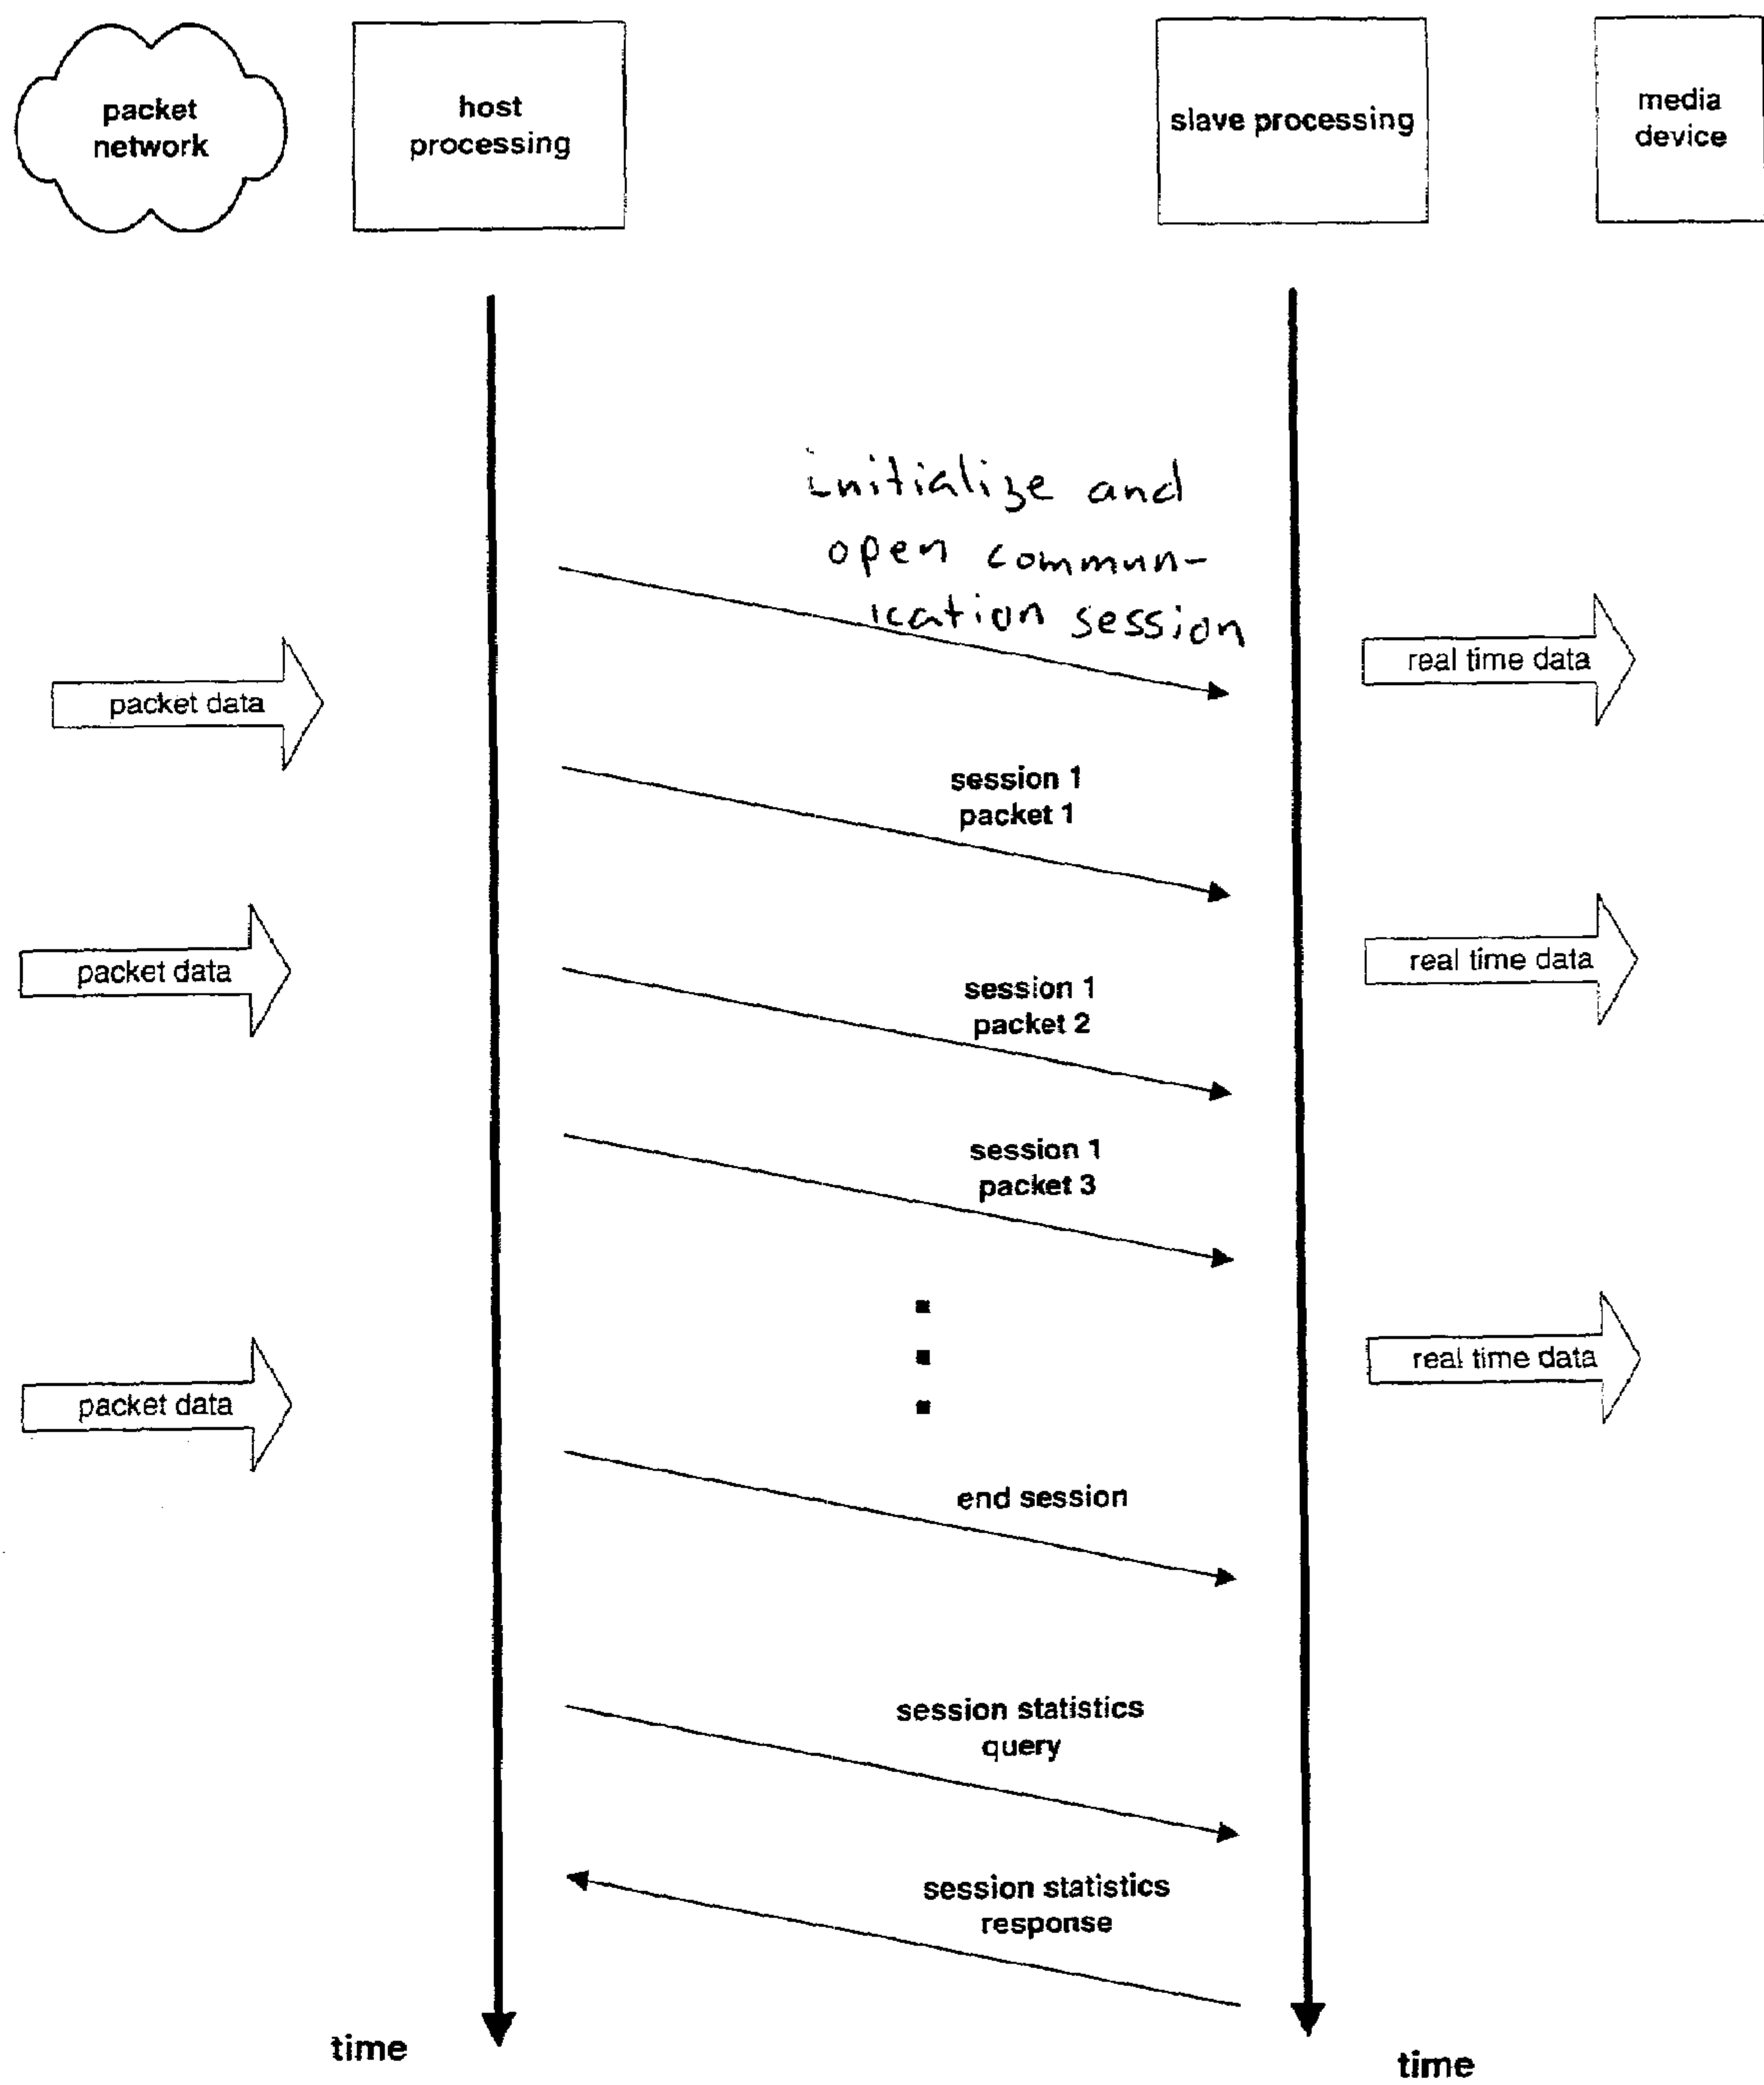 packet
network
host
processing
slave processing
media
device
initialize and
open commun-
ication session
real time data
packet data
session 1
packet 1
packet data
real time data
session 1
packet 2
session 1
packet 3
real time data
packet data
end session
session statistics
query
session statistics
response
time
time